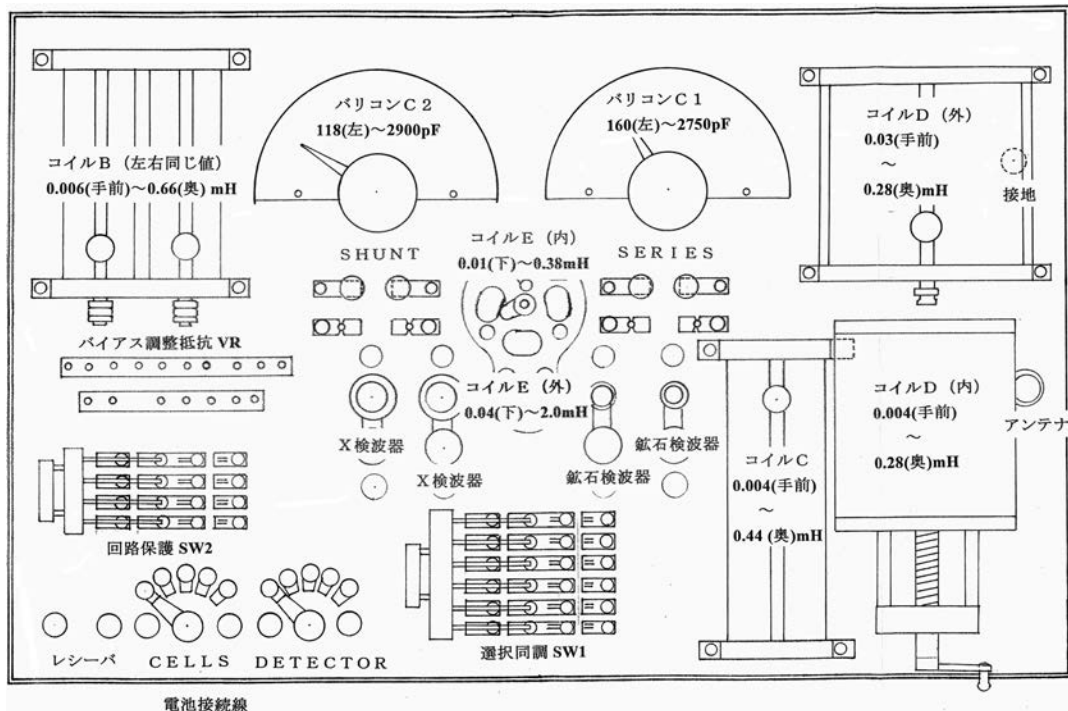 バリコンC2
118(左)～2900pF
バリコンC1
160(左)～2750pF
コイルD（外）
0.03(手前)
～
0.28(奥)mH
接地
コイルB（左右同じ値）
0.006(手前)～0.66(奥) mH
SHUNT
コイルE（内）
0.01(下)～0.38mH
SERIES
バイアス調整抵抗 VR
コイルE（外）
0.04(下)～2.0mH
コイルD（内）
0.004(手前)
～
0.28(奥)mH
アンテナ
X検波器
X検波器
鉱石検波器
鉱石検波器
コイルC
0.004(手前)
～
0.44 (奥)mH
回路保護 SW2
選択同調 SW1
レシーバ
CELLS
DETECTOR
電池接続線